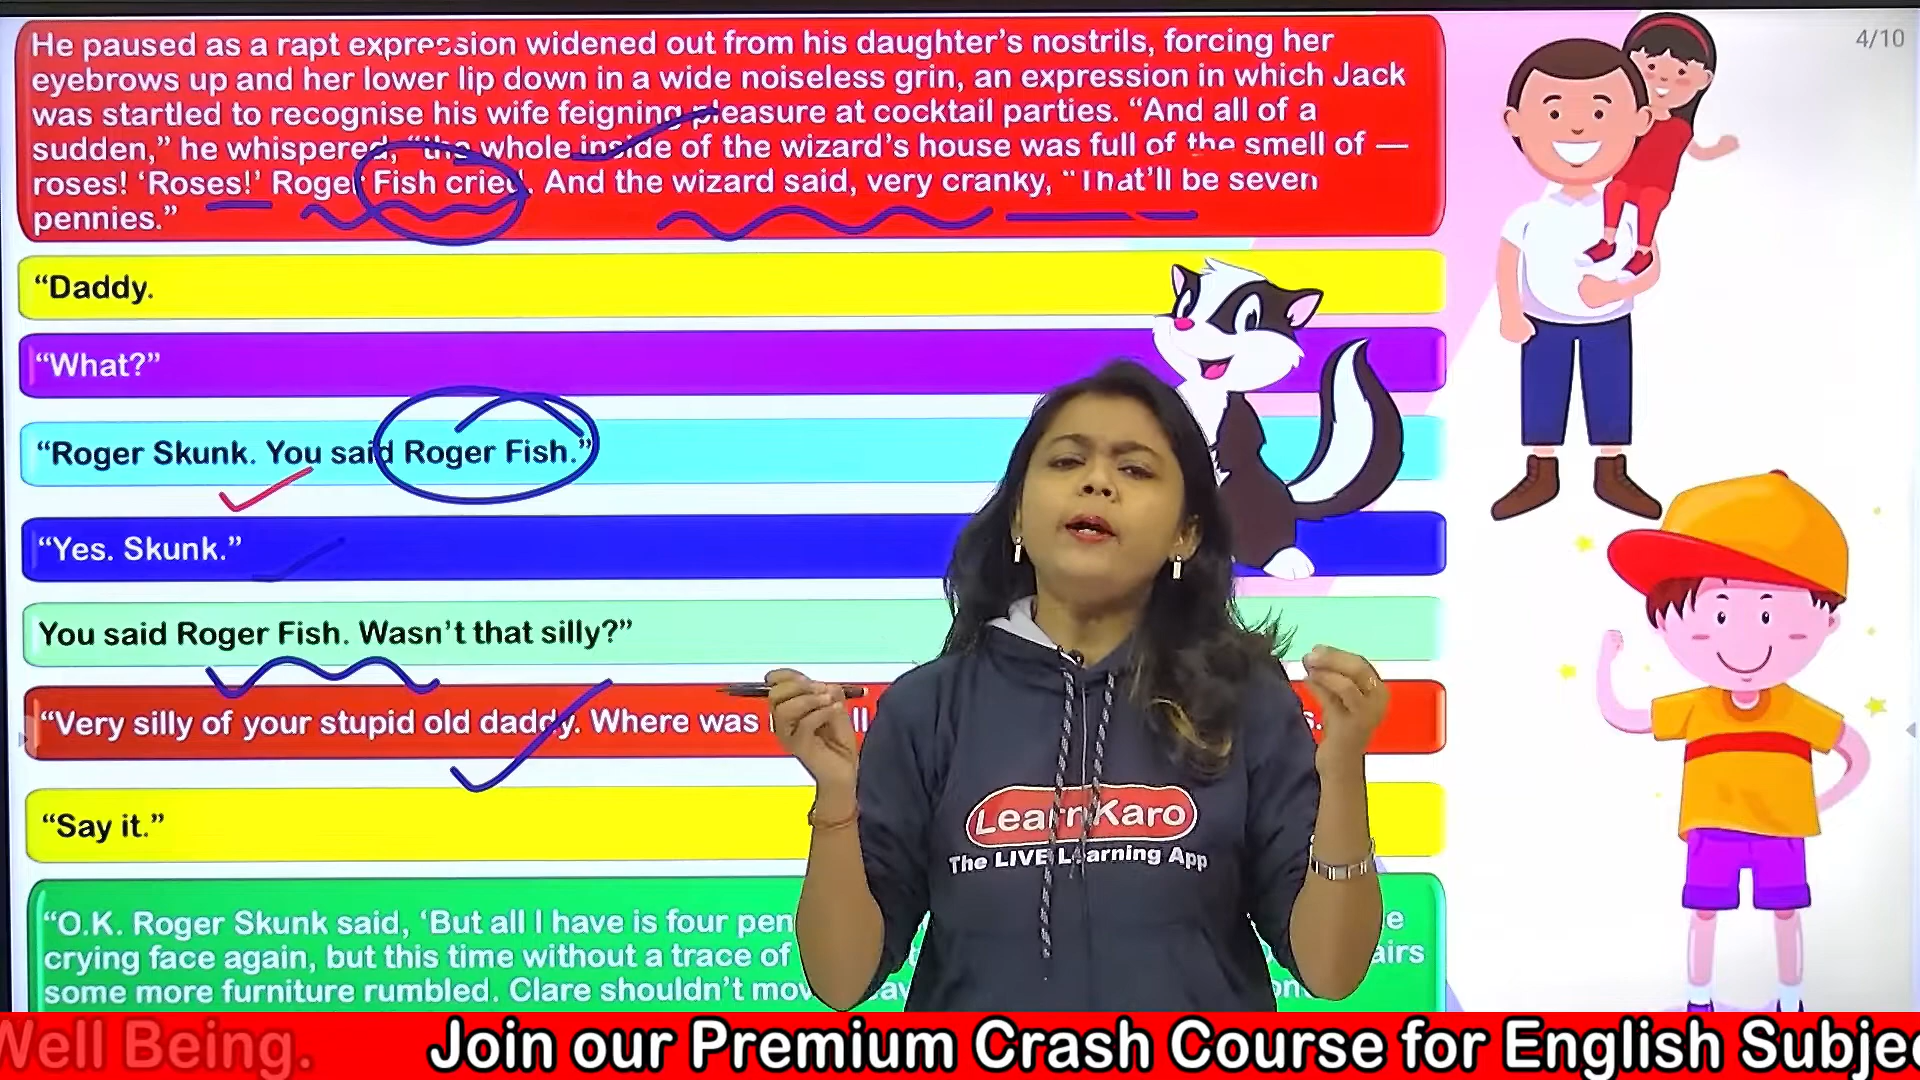 4/10
He paused as a rapt expression widened out from his daughter’s nostrils, forcing her
eyebrows up and her lower lip down in a wide noiseless grin, an expression in which Jack
was startled to recognise his wife feigning pleasure at cocktail parties. “And all of a
sudden,” he whispered, “the whole inside of the wizard’s house was full of the smell of —
roses! ‘Roses!’ Roger Fish cried. And the wizard said, very cranky, “That’ll be seven
pennies.”
“Daddy.
“What?”
“Roger Skunk. You said Roger Fish.”
“Yes. Skunk.”
You said Roger Fish. Wasn’t that silly?”
“Very silly of your stupid old daddy. Where was
“Say it.”
“O.K. Roger Skunk said, ‘But all I have is four
crying face again, but this time without a trace of
some more furniture rumbled. Clare shouldn’t
LearnKaro
The LIVE Learning App
Well Being. Join our Premium Crash Course for English